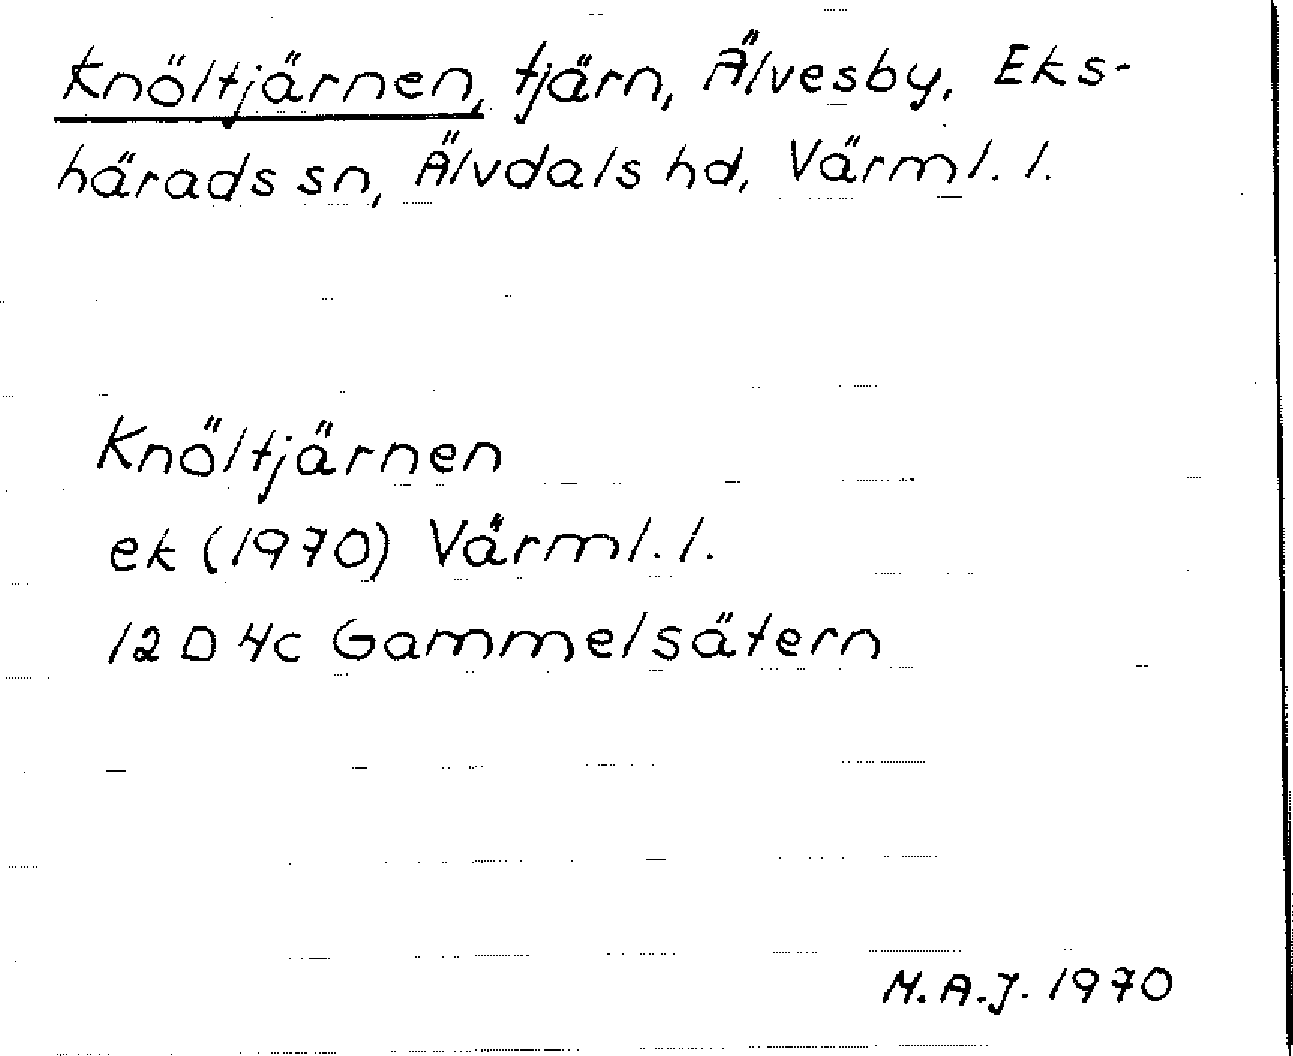 Knöltjärnen, tjärn, Älvesby, Eks-
härads sn, Älvdals hd, Värml. l.
Knöltjärnen
ek (1970) Värml. l.
12 D 4c Gammelsätern
M.A.J. 1970